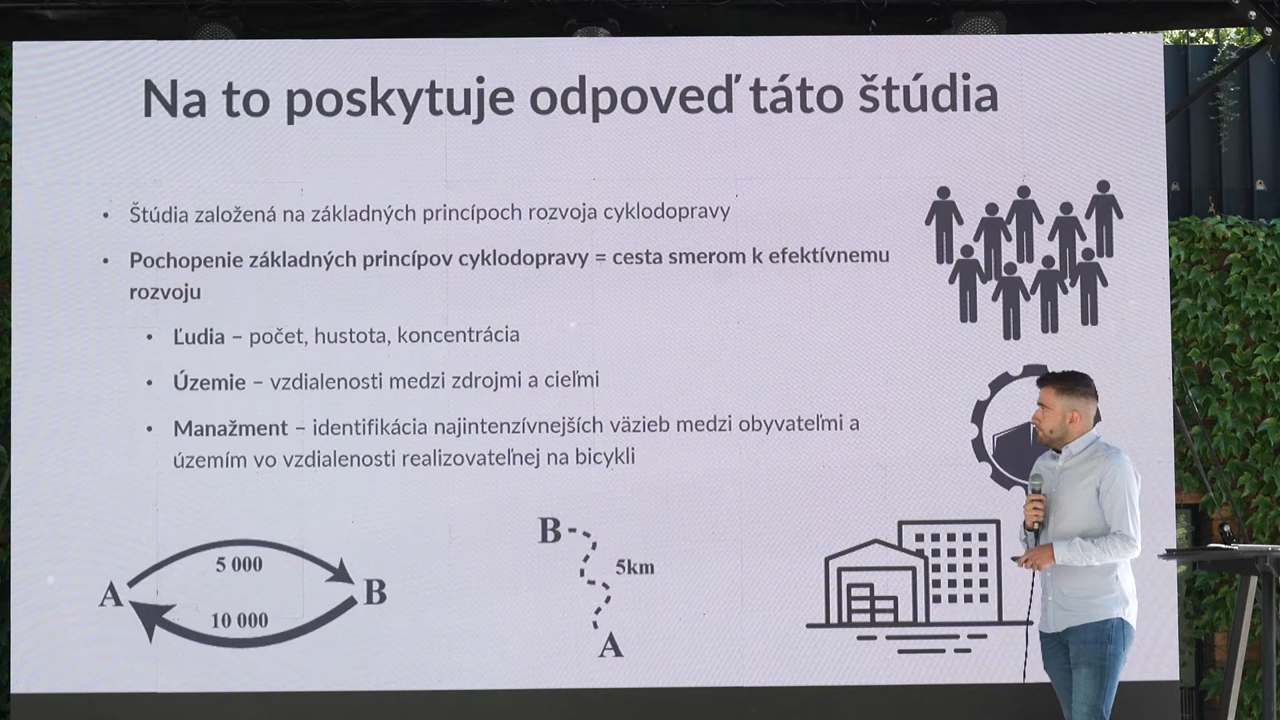 Na to poskytuje odpoveď táto štúdia
• Štúdia založená na základných princípoch rozvoja cyklodopravy
• Pochopenie základných princípov cyklodopravy = cesta smerom k efektívnemu
rozvoju
• Ľudia – počet, hustota, koncentrácia
• Územie – vzdialenosti medzi zdrojmi a cieľmi
• Manažment – identifikácia najintenzívnejších väzieb medzi obyvateľmi a
územím vo vzdialenosti realizovateľnej na bicykli
A 5 000 B
10 000
B 5km
A